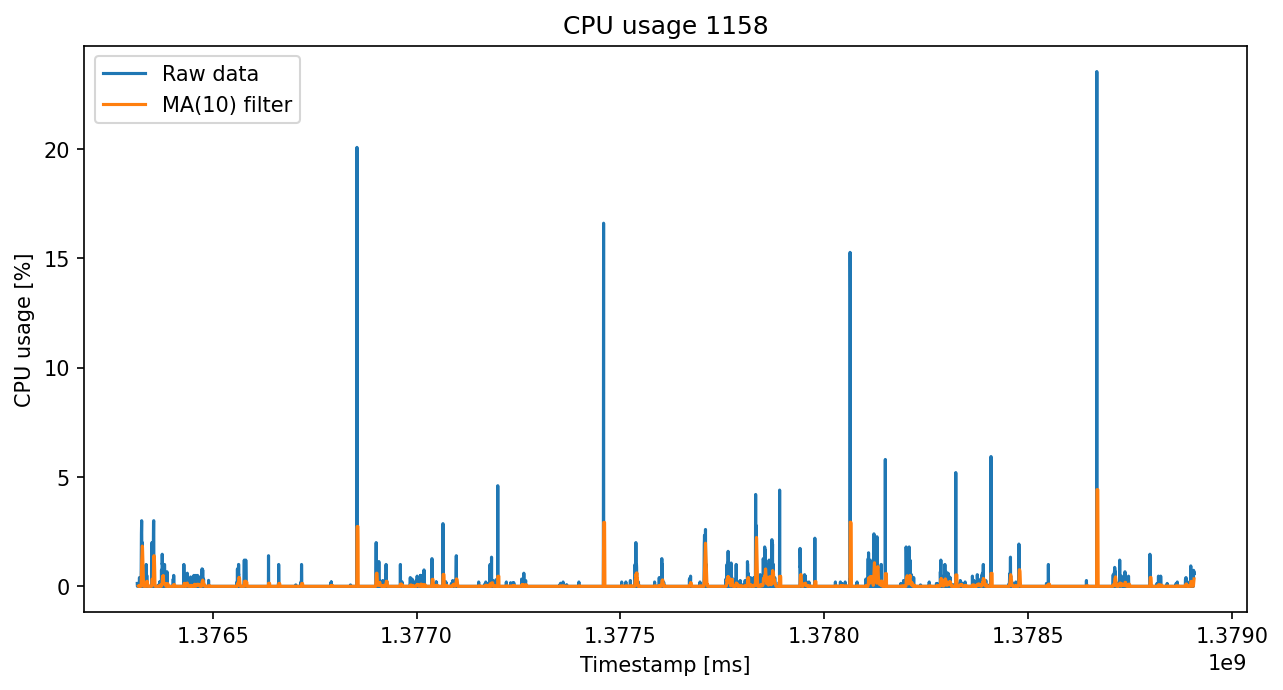 CPU usage 1158
Raw data
MA(10) filter
CPU usage [%]
20
15
10
5
0
1.3765 1.3770 1.3775 1.3780 1.3785 1.3790
1e9
Timestamp [ms]